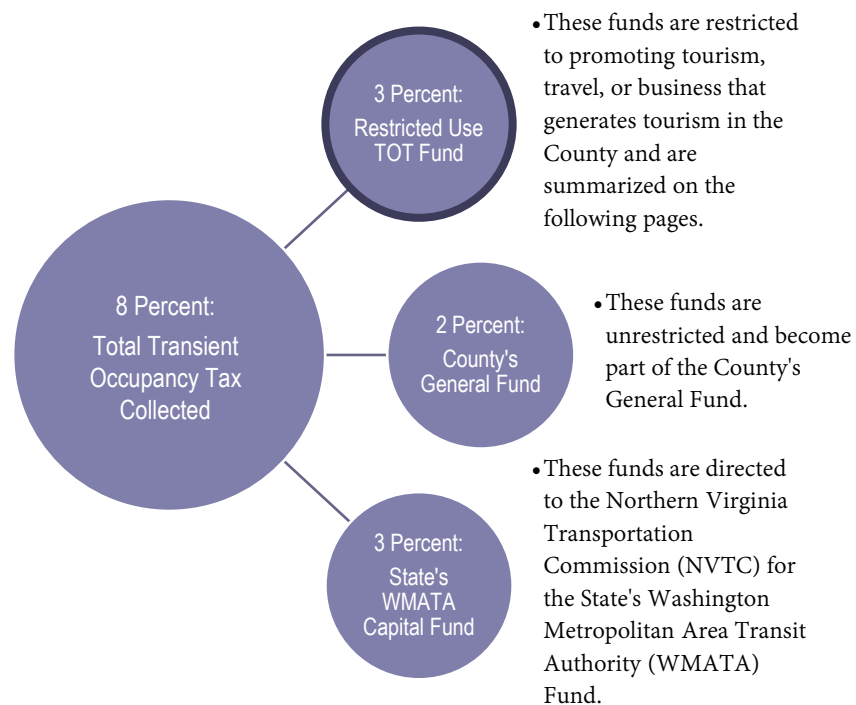 8 Percent:
Total Transient
Occupancy Tax
Collected
3 Percent:
Restricted Use
TOT Fund
•These funds are restricted
to promoting tourism,
travel, or business that
generates tourism in the
County and are
summarized on the
following pages.
2 Percent:
County's
General Fund
•These funds are
unrestricted and become
part of the County's
General Fund.
3 Percent:
State's
WMATA
Capital Fund
•These funds are directed
to the Northern Virginia
Transportation
Commission (NVTC) for
the State's Washington
Metropolitan Area Transit
Authority (WMATA)
Fund.